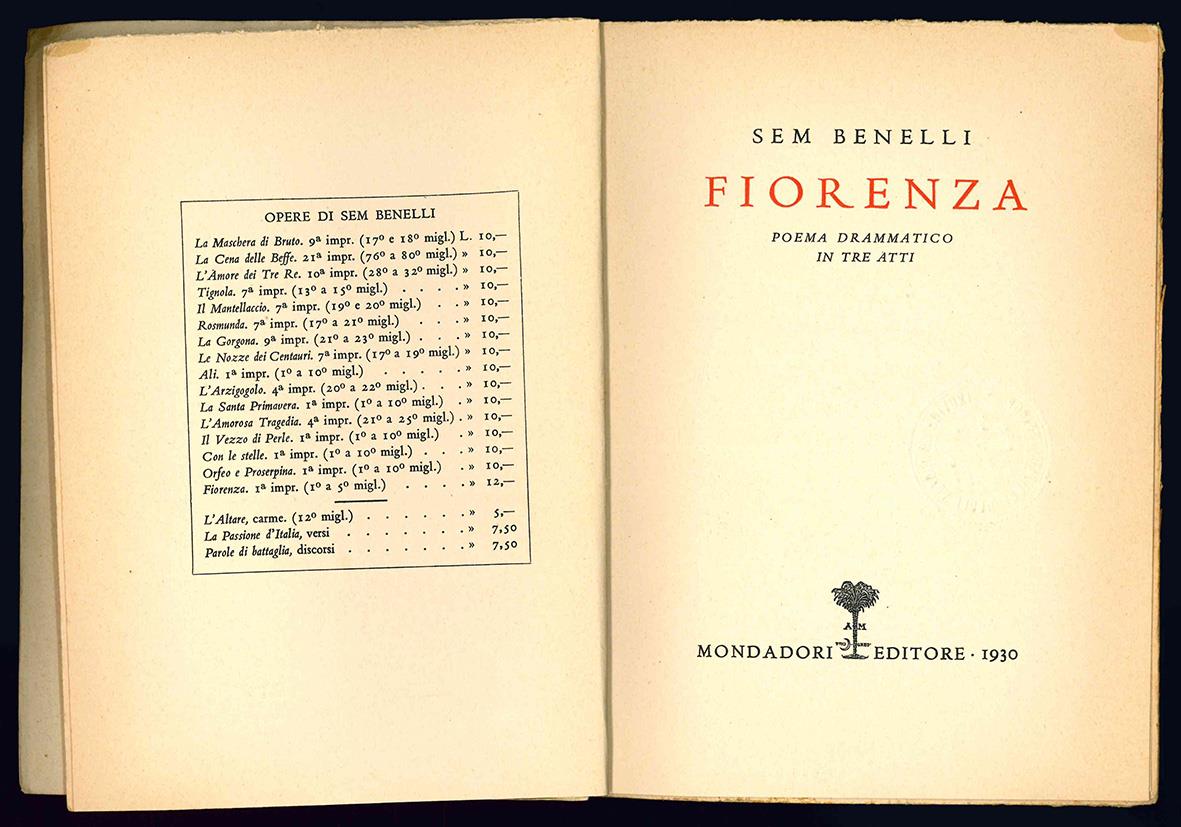 OPERE DI SEM BENELLI
La Maschera di Bruto. 9ª impr. (17º e 18º migl.) L. 10,—
La Cena delle Beffe. 21ª impr. (76º a 80º migl.) » 10,—
L'Amore dei Tre Re. 10ª impr. (28º a 32º migl.) » 10,—
Tignola. 7ª impr. (13º a 15º migl.) . . . . » 10,—
Il Mantellaccio. 7ª impr. (19º e 20º migl.) . . » 10,—
Rosmunda. 7ª impr. (17º a 21º migl.) . . . » 10,—
La Gorgona. 9ª impr. (21º a 23º migl.) . . . » 10,—
Le Nozze dei Centauri. 7ª impr. (17º a 19º migl.) » 10,—
Ali. 1ª impr. (1º a 10º migl.) . . . . . » 10,—
L'Arzigogolo. 4ª impr. (20º a 22º migl.) . . . » 10,—
La Santa Primavera. 1ª impr. (1º a 10º migl.) . » 10,—
L'Amorosa Tragedia. 4ª impr. (21º a 25º migl.) . » 10,—
Il Vezzo di Perle. 1ª impr. (1º a 10º migl.) . » 10,—
Con le stelle. 1ª impr. (1º a 10º migl.) . . . » 10,—
Orfeo e Proserpina. 1ª impr. (1º a 10º migl.) . » 10,—
Fiorenza. 1ª impr. (1º a 5º migl.) . . . . » 12,—
L'Altare, carme. (12º migl.) . . . . . . » 5,—
La Passione d'Italia, versi . . . . . . . » 7,50
Parole di battaglia, discorsi . . . . . . . » 7,50
SEM BENELLI
FIORENZA
POEMA DRAMMATICO
IN TRE ATTI
A M
MONDADORI EDITORE · 1930